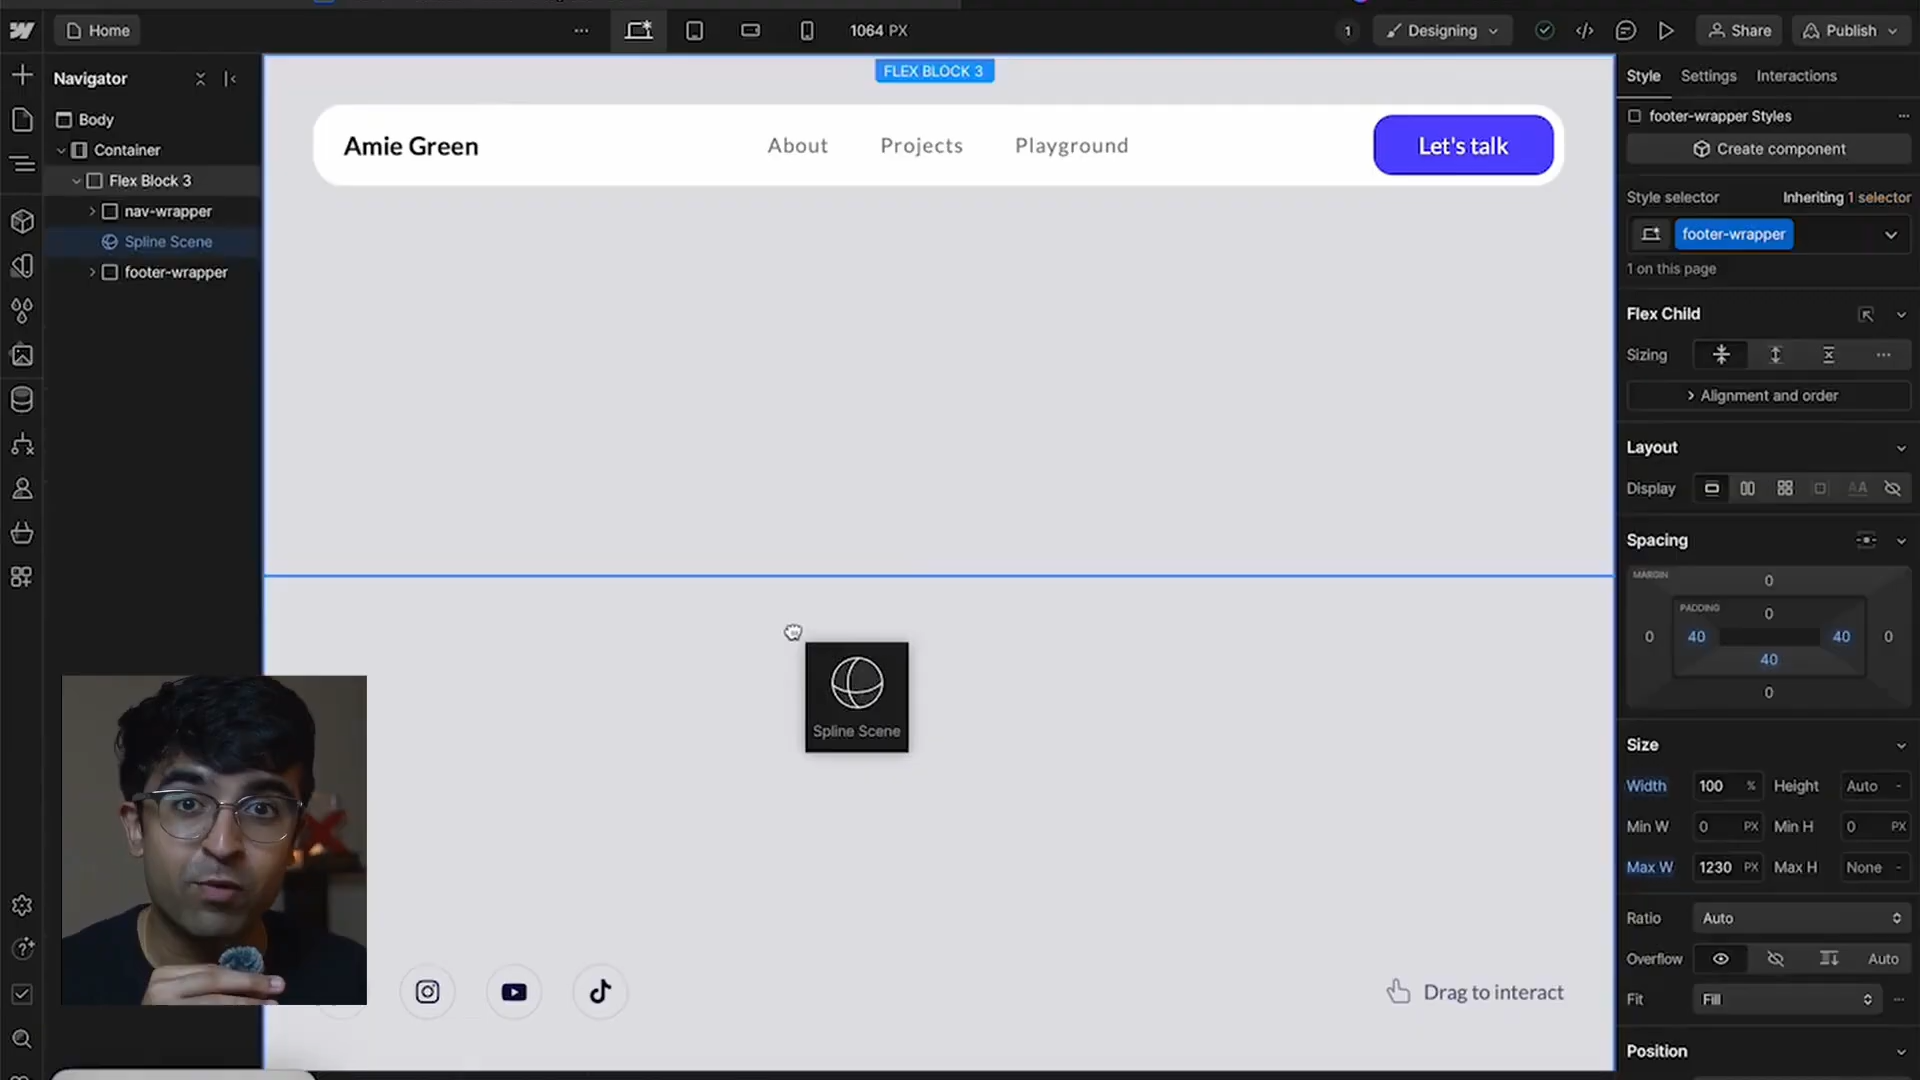 Home
1064 PX
1
Designing
Share
Publish
Navigator
Body
Container
Flex Block 3
nav-wrapper
Spline Scene
footer-wrapper
FLEX BLOCK 3
Amie Green
About
Projects
Playground
Let's talk
Spline Scene
Drag to interact
Style
Settings
Interactions
footer-wrapper Styles
Create component
Style selector
Inheriting 1 selector
footer-wrapper
1 on this page
Flex Child
Sizing
Alignment and order
Layout
Display
AA
Spacing
MARGIN
0
PADDING
0
0
40
40
0
40
0
Size
Width
100 %
Height
Auto -
Min W
0 PX
Min H
0 PX
Max W
1230 PX
Max H
None -
Ratio
Auto
Overflow
Auto
Fit
Fill
Position